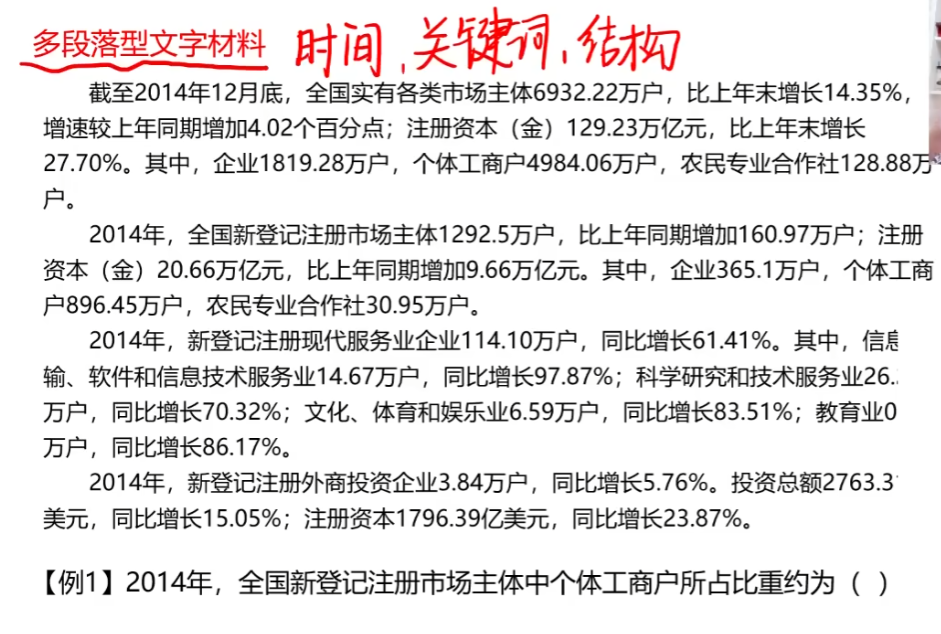 多段落型文字材料 时间,关键词,结构
截至2014年12月底，全国实有各类市场主体6932.22万户，比上年末增长14.35%，
增速较上年同期增加4.02个百分点；注册资本（金）129.23万亿元，比上年末增长
27.70%。其中，企业1819.28万户，个体工商户4984.06万户，农民专业合作社128.88万
户。
2014年，全国新登记注册市场主体1292.5万户，比上年同期增加160.97万户；注册
资本（金）20.66万亿元，比上年同期增加9.66万亿元。其中，企业365.1万户，个体工商
户896.45万户，农民专业合作社30.95万户。
2014年，新登记注册现代服务业企业114.10万户，同比增长61.41%。其中，信息
输、软件和信息技术服务业14.67万户，同比增长97.87%；科学研究和技术服务业26.
万户，同比增长70.32%；文化、体育和娱乐业6.59万户，同比增长83.51%；教育业0
万户，同比增长86.17%。
2014年，新登记注册外商投资企业3.84万户，同比增长5.76%。投资总额2763.3
美元，同比增长15.05%；注册资本1796.39亿美元，同比增长23.87%。
【例1】2014年，全国新登记注册市场主体中个体工商户所占比重约为（ ）